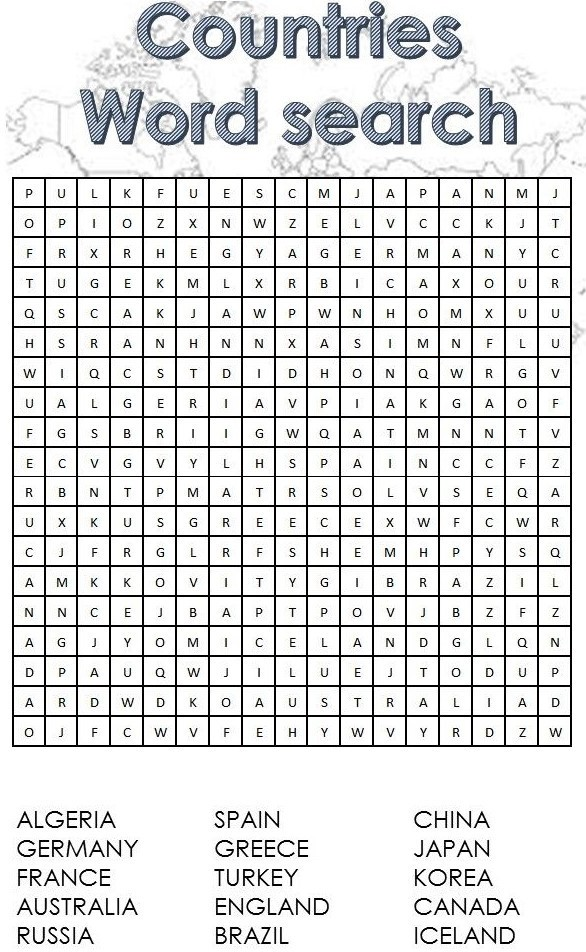 Countries
Word search
P U L K F U E S C M J A P A N M J
O P I O Z X N W Z E L V C C K J T
F R X R H E G Y A G E R M A N Y C
T U G E K M L X R B I C A X O U R
Q S C A K J A W P W N H O M X U U
H S R A N H N N X A S I M N F L U
W I Q C S T D I D H O N Q W R G V
U A L G E R I A V P I A K G A O F
F G S B R I I G W Q A T M N N T V
E C V G V Y L H S P A I N C C F Z
R B N T P M A T R S O L V S E Q A
U X K U S G R E E C E X W F C W R
C J F R G L R F S H E M H P Y S Q
A M K K O V I T Y G I B R A Z I L
N N C E J B A P T P O V J B Z F Z
A G J Y O M I C E L A N D G L Q N
D P A U Q W J I L U E J T O D U P
A R D W D K O A U S T R A L I A D
O J F C W V F E H Y W V Y R D Z W
ALGERIA SPAIN CHINA
GERMANY GREECE JAPAN
FRANCE TURKEY KOREA
AUSTRALIA ENGLAND CANADA
RUSSIA BRAZIL ICELAND